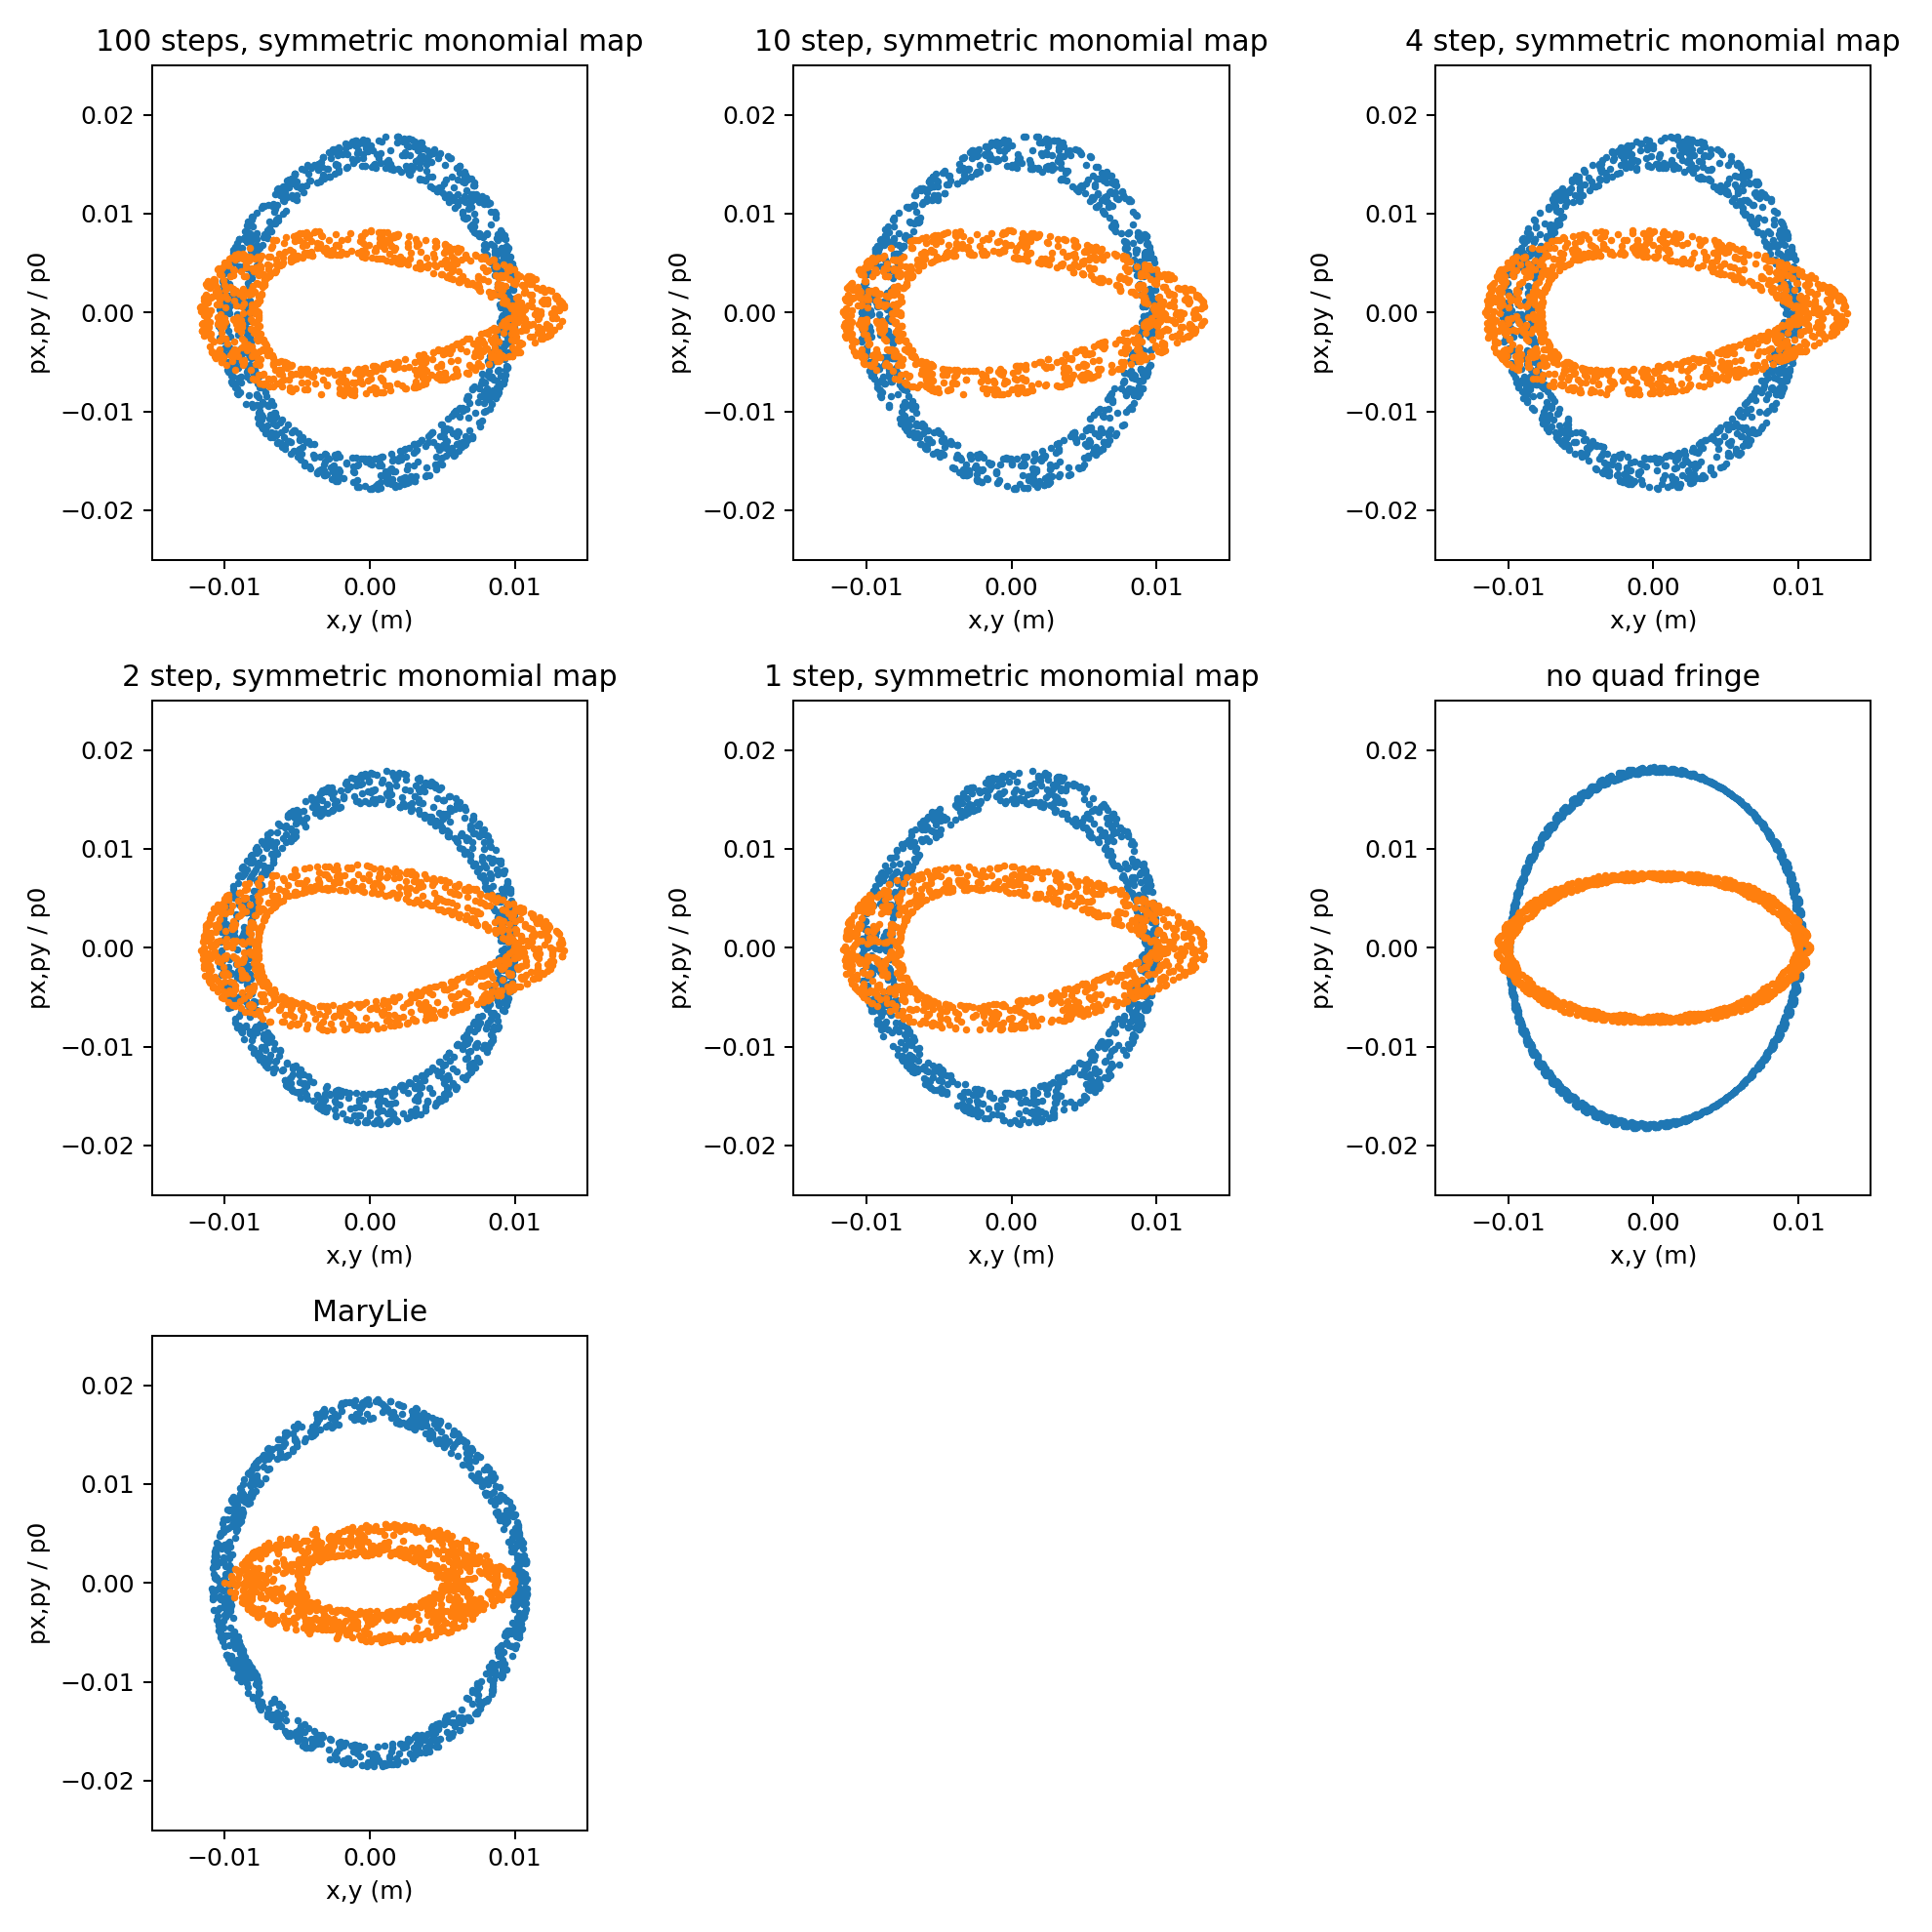 100 steps, symmetric monomial map
10 step, symmetric monomial map
4 step, symmetric monomial map
px,py / p0
0.02
0.01
0.00
−0.01
−0.02
−0.01 0.00 0.01
x,y (m)
px,py / p0
0.02
0.01
0.00
−0.01
−0.02
−0.01 0.00 0.01
x,y (m)
px,py / p0
0.02
0.01
0.00
−0.01
−0.02
−0.01 0.00 0.01
x,y (m)
2 step, symmetric monomial map
1 step, symmetric monomial map
no quad fringe
px,py / p0
0.02
0.01
0.00
−0.01
−0.02
−0.01 0.00 0.01
x,y (m)
px,py / p0
0.02
0.01
0.00
−0.01
−0.02
−0.01 0.00 0.01
x,y (m)
px,py / p0
0.02
0.01
0.00
−0.01
−0.02
−0.01 0.00 0.01
x,y (m)
MaryLie
px,py / p0
0.02
0.01
0.00
−0.01
−0.02
−0.01 0.00 0.01
x,y (m)